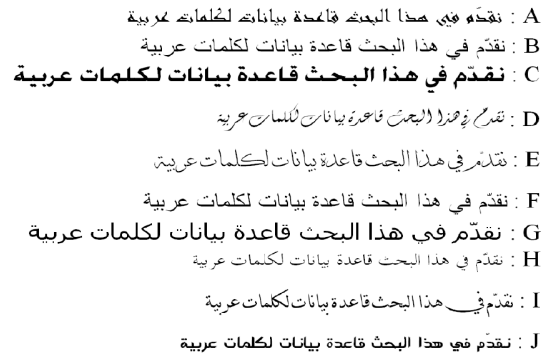 A : نقدّم في هذا البحث قاعدة بيانات لكلمات عربية
B : نقدّم في هذا البحث قاعدة بيانات لكلمات عربية
C : نقدّم في هذا البحث قاعدة بيانات لكلمات عربية
D : نقدّم في هذا البحث قاعدة بيانات لكلمات عربية
E : نقدّم في هذا البحث قاعدة بيانات لكلمات عربية
F : نقدّم في هذا البحث قاعدة بيانات لكلمات عربية
G : نقدّم في هذا البحث قاعدة بيانات لكلمات عربية
H : نقدّم في هذا البحث قاعدة بيانات لكلمات عربية
I : نقدّم في هذا البحث قاعدة بيانات لكلمات عربية
J : نقدّم في هذا البحث قاعدة بيانات لكلمات عربية